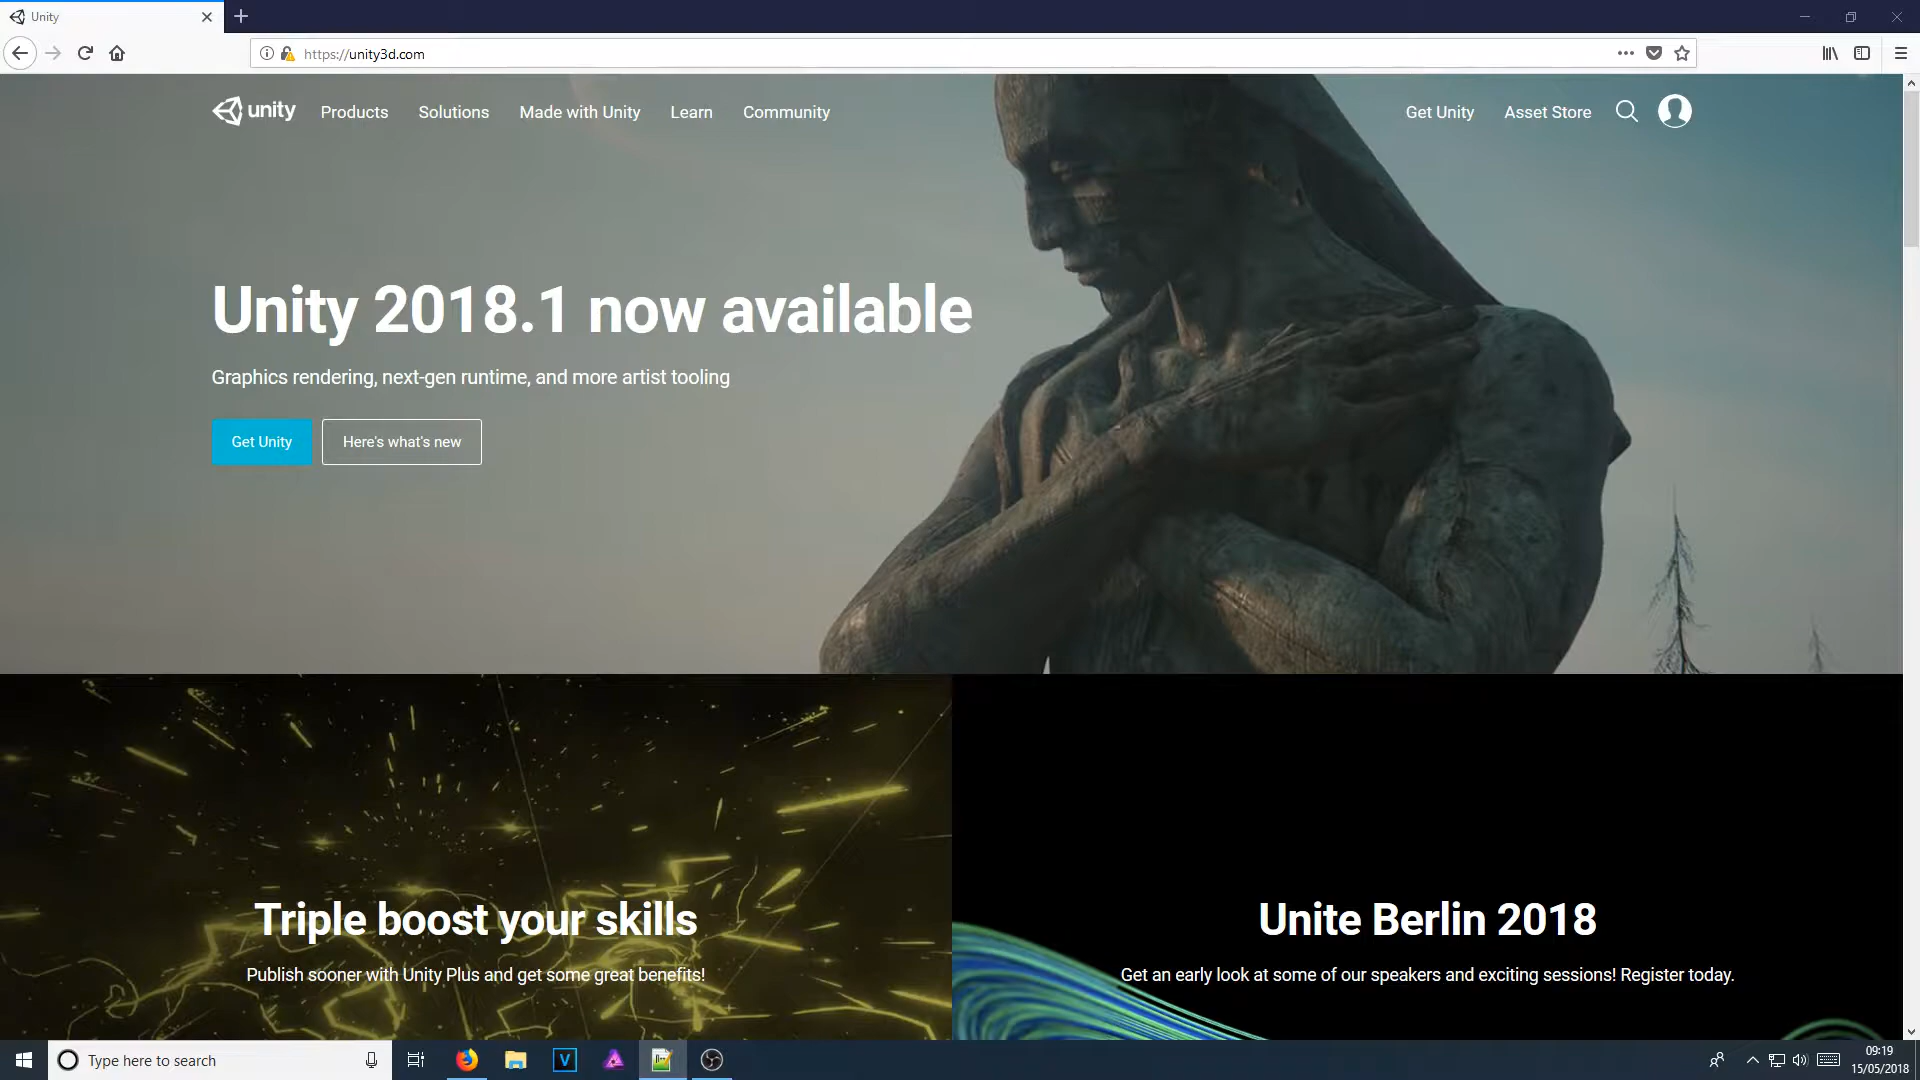 Unity
https://unity3d.com
unity Products Solutions Made with Unity Learn Community Get Unity Asset Store
Unity 2018.1 now available
Graphics rendering, next-gen runtime, and more artist tooling
Get Unity Here's what's new
Triple boost your skills
Publish sooner with Unity Plus and get some great benefits!
Unite Berlin 2018
Get an early look at some of our speakers and exciting sessions! Register today.
Type here to search
09:19
15/05/2018